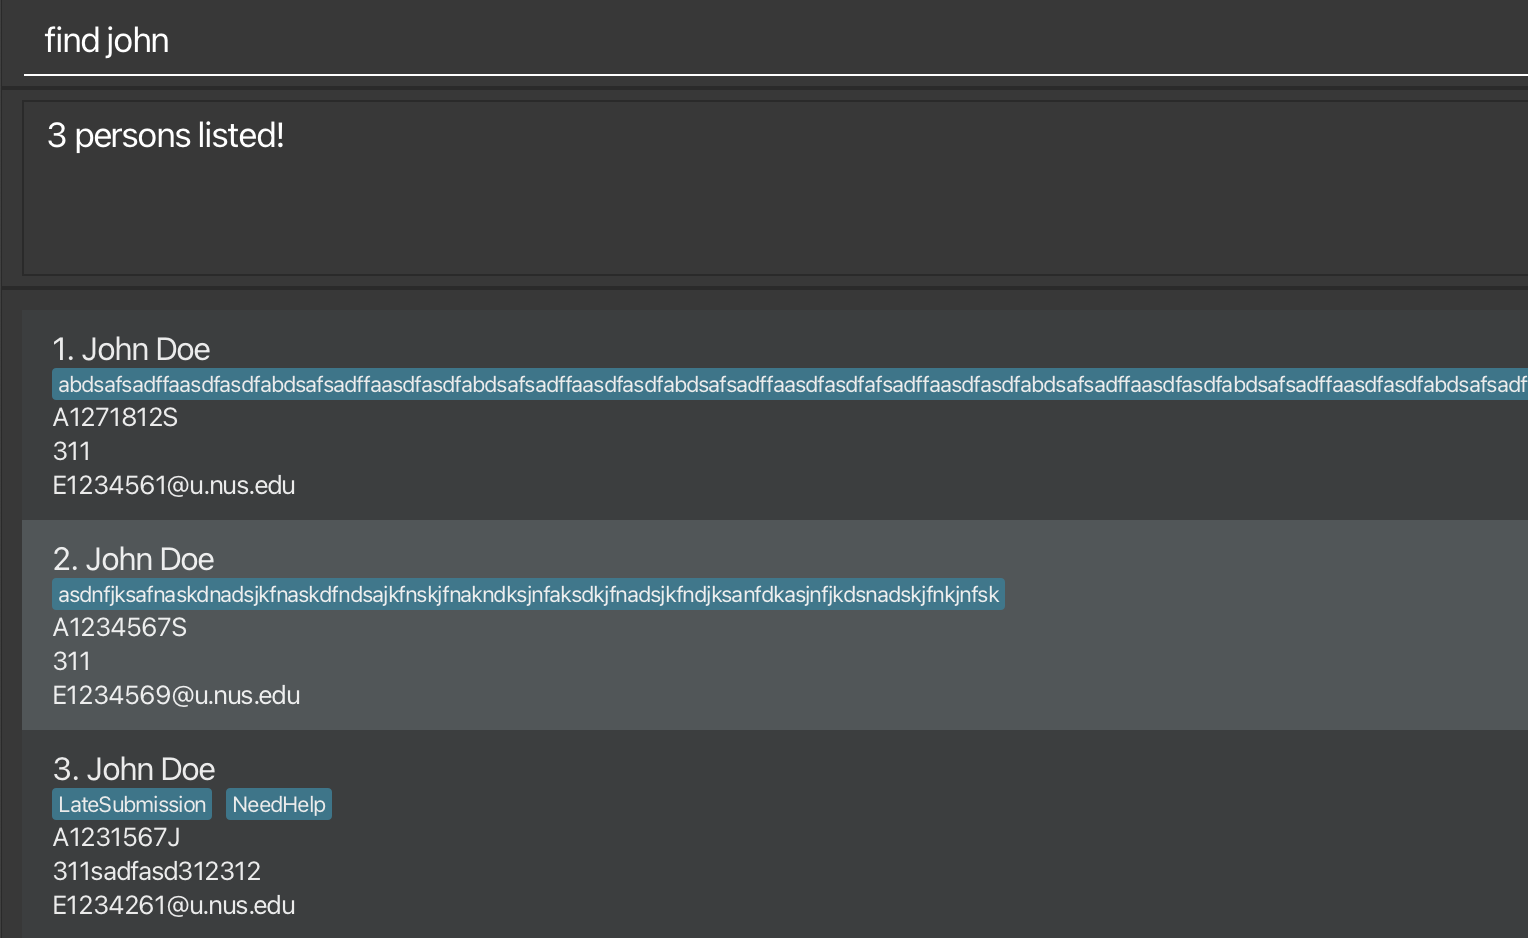 find john
3 persons listed!
1. John Doe
abdsafsadffaasdfasdfabdsafsadffaasdfasdfabdsafsadffaasdfasdfabdsafsadffaasdfasdfafsadffaasdfasdfabdsafsadffaasdfasdfabdsafsadffaasdfasdfabdsafsadf
A1271812S
311
E1234561@u.nus.edu
2. John Doe
asdnfjksafnaskdnadsjkfnaskdfndsajkfnskjfnakndksjnfaksdkjfnadsjkfndjksanfdkasjnfjkdsnadskjfnkjnfsk
A1234567S
311
E1234569@u.nus.edu
3. John Doe
LateSubmission NeedHelp
A1231567J
311sadfasd312312
E1234261@u.nus.edu